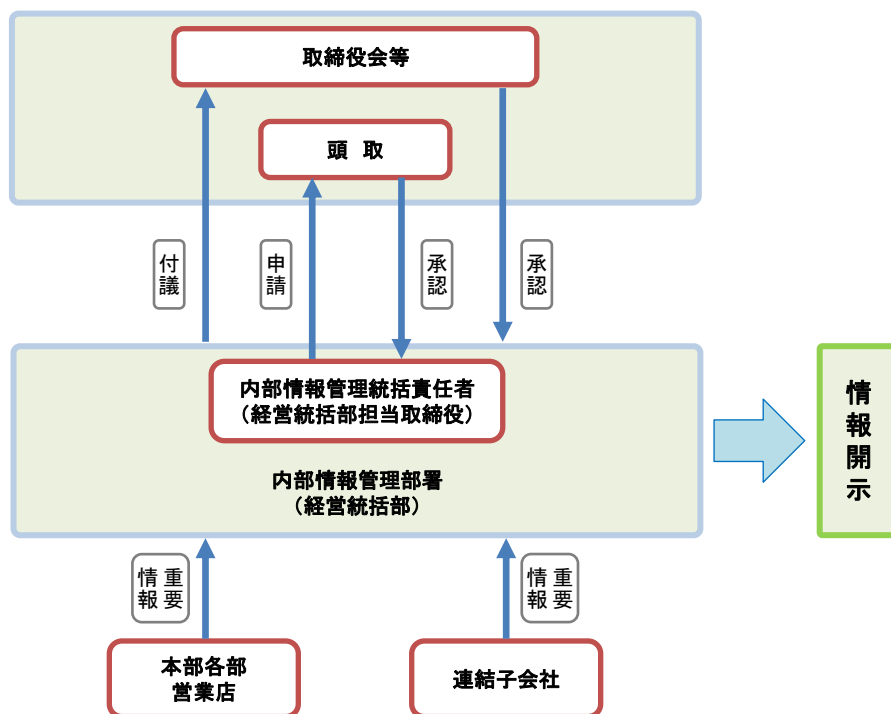 取締役会等
頭 取
付議
申請
承認
承認
内部情報管理統括責任者
（経営統括部担当取締役）
内部情報管理部署
（経営統括部）
情報開示
重要
情報
重要
情報
本部各部
営業店
連結子会社